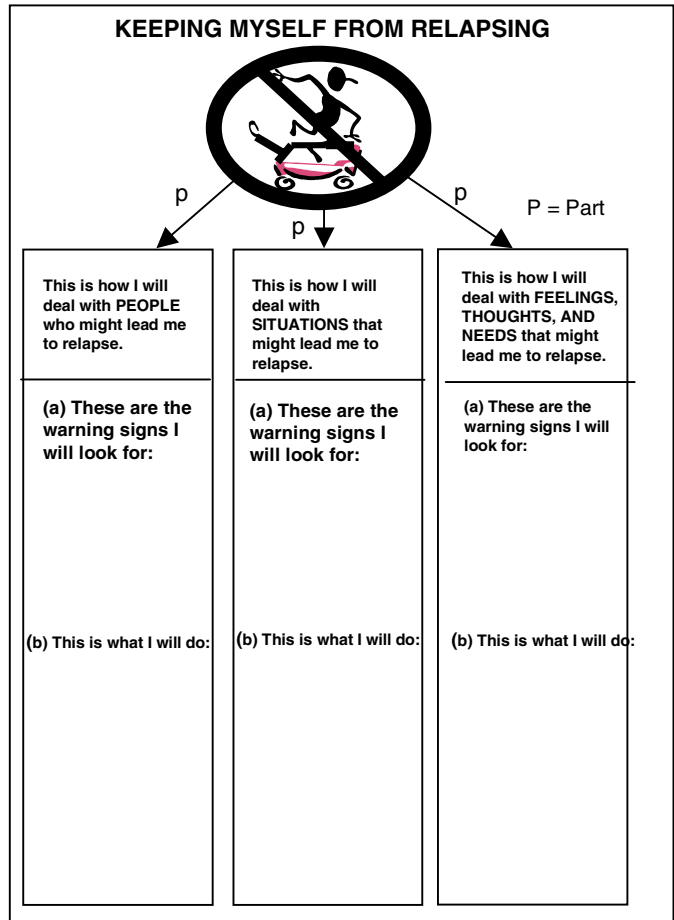 KEEPING MYSELF FROM RELAPSING
p
p
p
P = Part
This is how I will
deal with PEOPLE
who might lead me
to relapse.
(a) These are the
warning signs I
will look for:
(b) This is what I will do:
This is how I will
deal with
SITUATIONS that
might lead me to
relapse.
(a) These are the
warning signs I
will look for:
(b) This is what I will do:
This is how I will
deal with FEELINGS,
THOUGHTS, AND
NEEDS that might
lead me to relapse.
(a) These are the
warning signs I will
look for:
(b) This is what I will do: